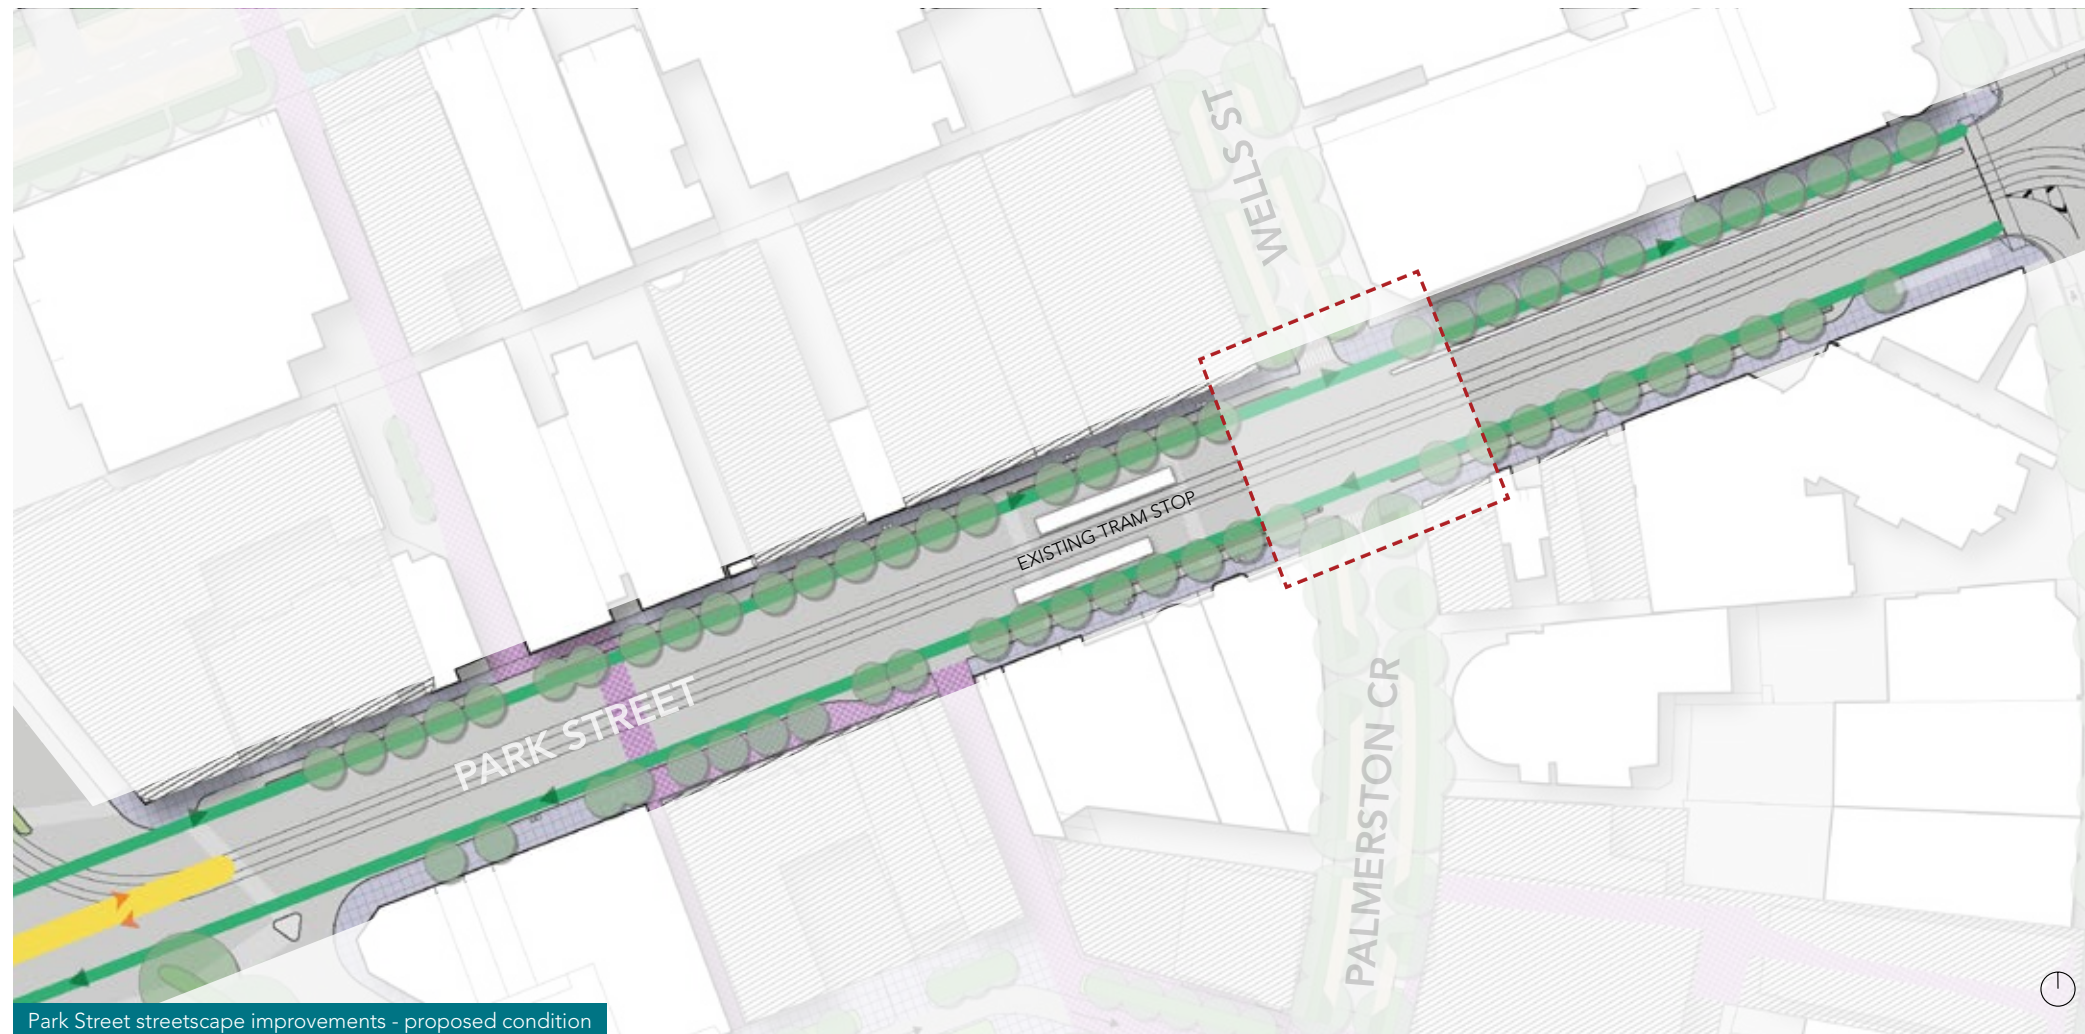 WELLS ST
EXISTING TRAM STOP
PARK STREET
PALMERSTON CR
Park Street streetscape improvements - proposed condition